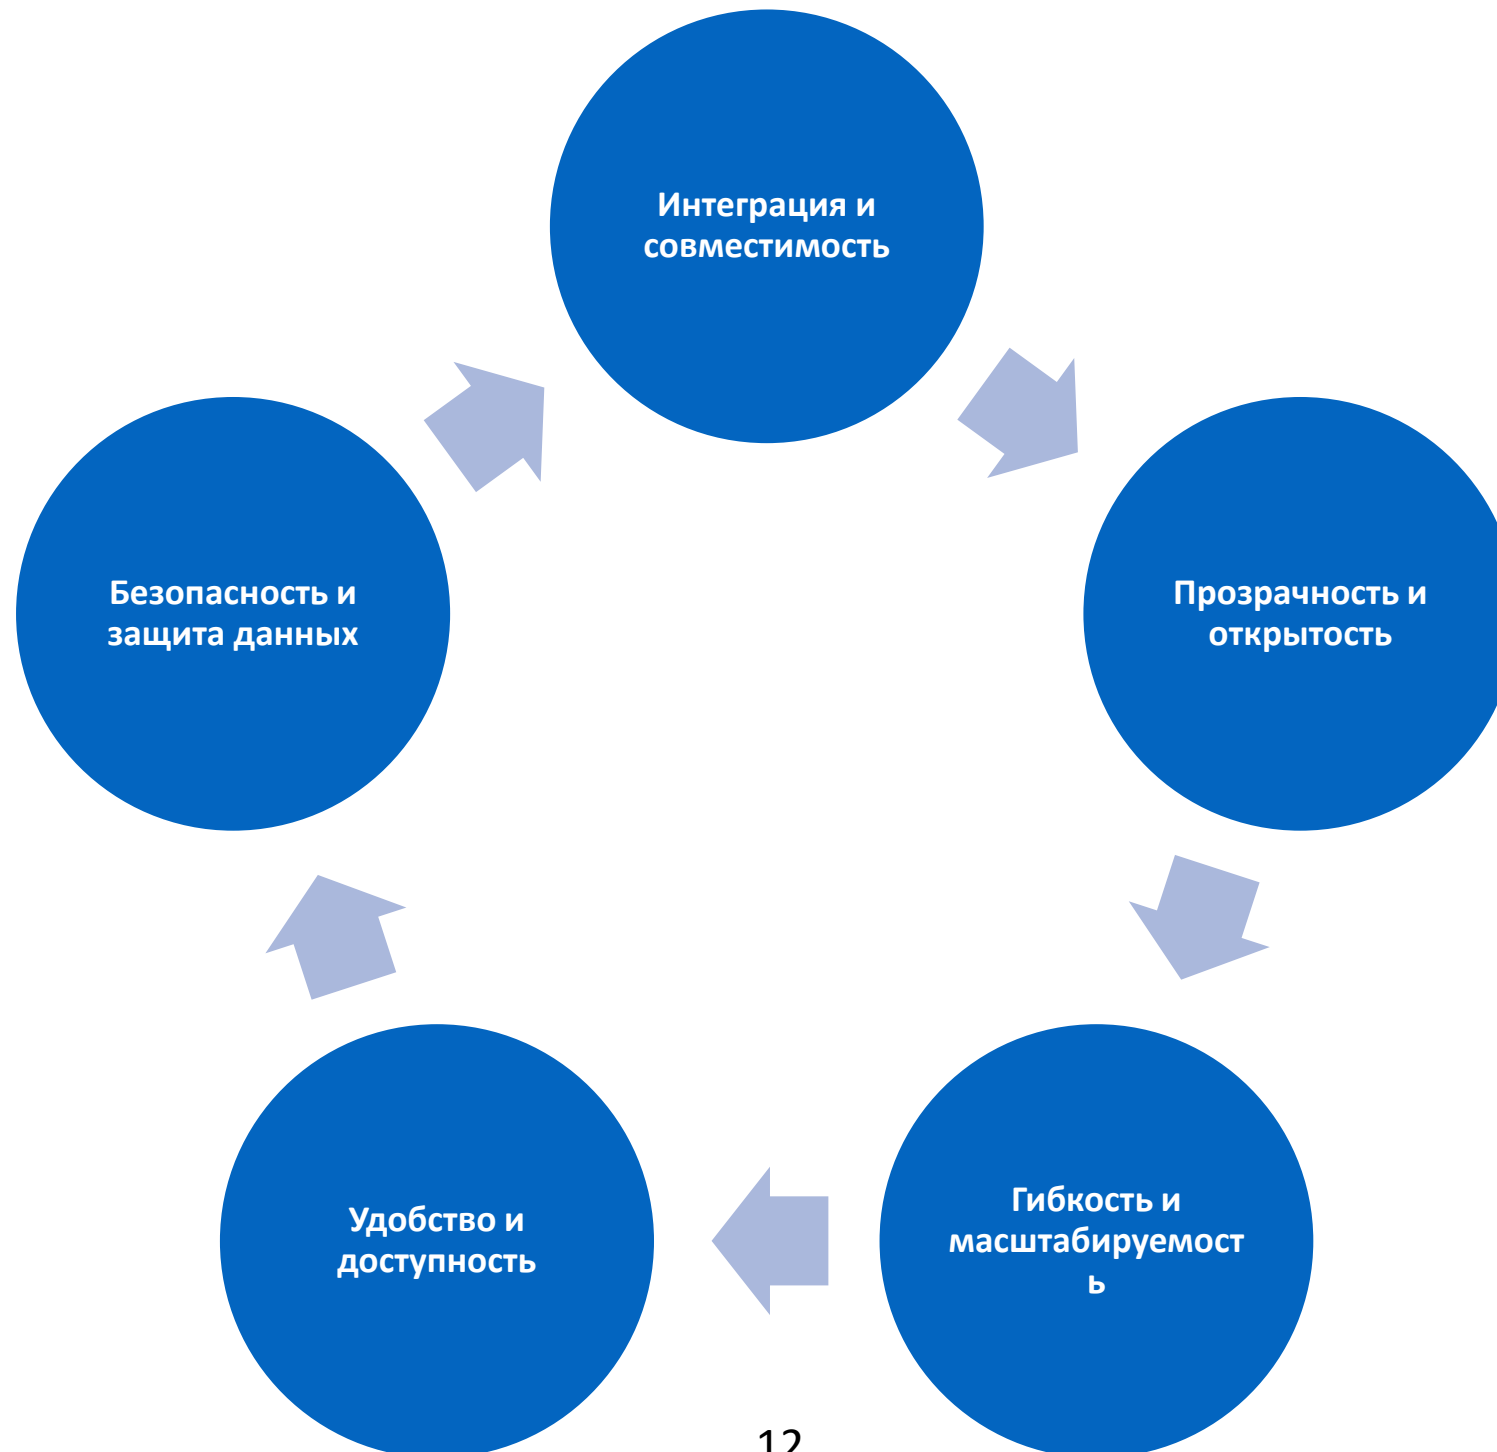 Интеграция и
совместимость
Прозрачность и
открытость
Гибкость и
масштабируемост
ь
Удобство и
доступность
Безопасность и
защита данных
12